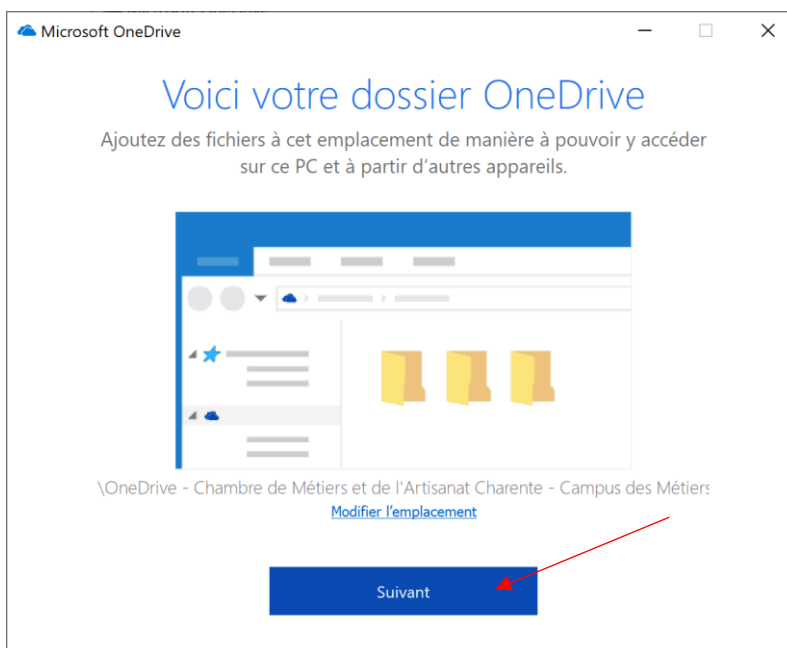 Microsoft OneDrive
Voici votre dossier OneDrive
Ajoutez des fichiers à cet emplacement de manière à pouvoir y accéder
sur ce PC et à partir d'autres appareils.
\OneDrive - Chambre de Métiers et de l'Artisanat Charente - Campus des Métiers
Modifier l'emplacement
Suivant